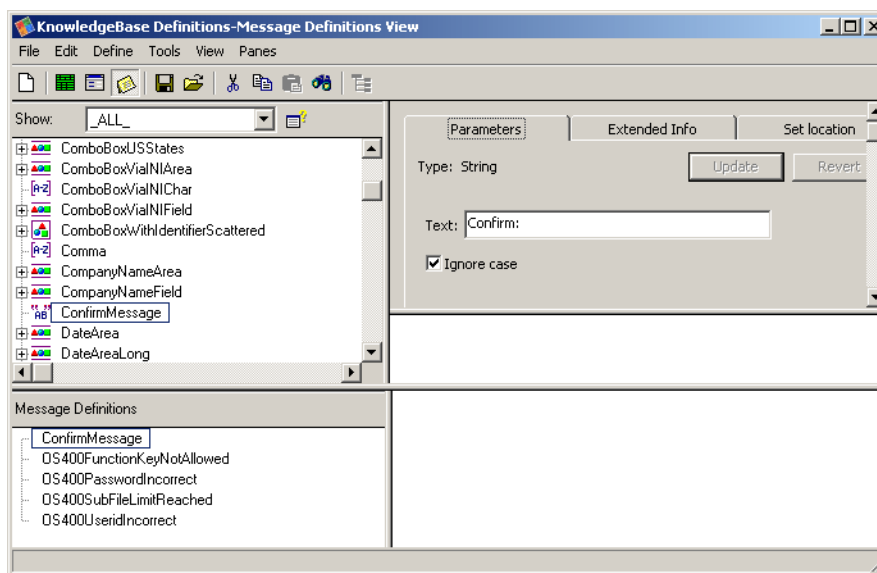 KnowledgeBase Definitions-Message Definitions View
File Edit Define Tools View Panes
Show: _ALL_
ComboBoxUSStates
ComboBoxVialNIArea
[A-Z] ComboBoxVialNIChar
ComboBoxVialNIField
ComboBoxWithIdentifierScattered
[A-Z] Comma
CompanyNameArea
CompanyNameField
"AB" ConfirmMessage
DateArea
DateAreaLong
Parameters Extended Info Set location
Type: String Update Revert
Text: Confirm:
Ignore case
Message Definitions
ConfirmMessage
OS400FunctionKeyNotAllowed
OS400PasswordIncorrect
OS400SubFileLimitReached
OS400UseridIncorrect